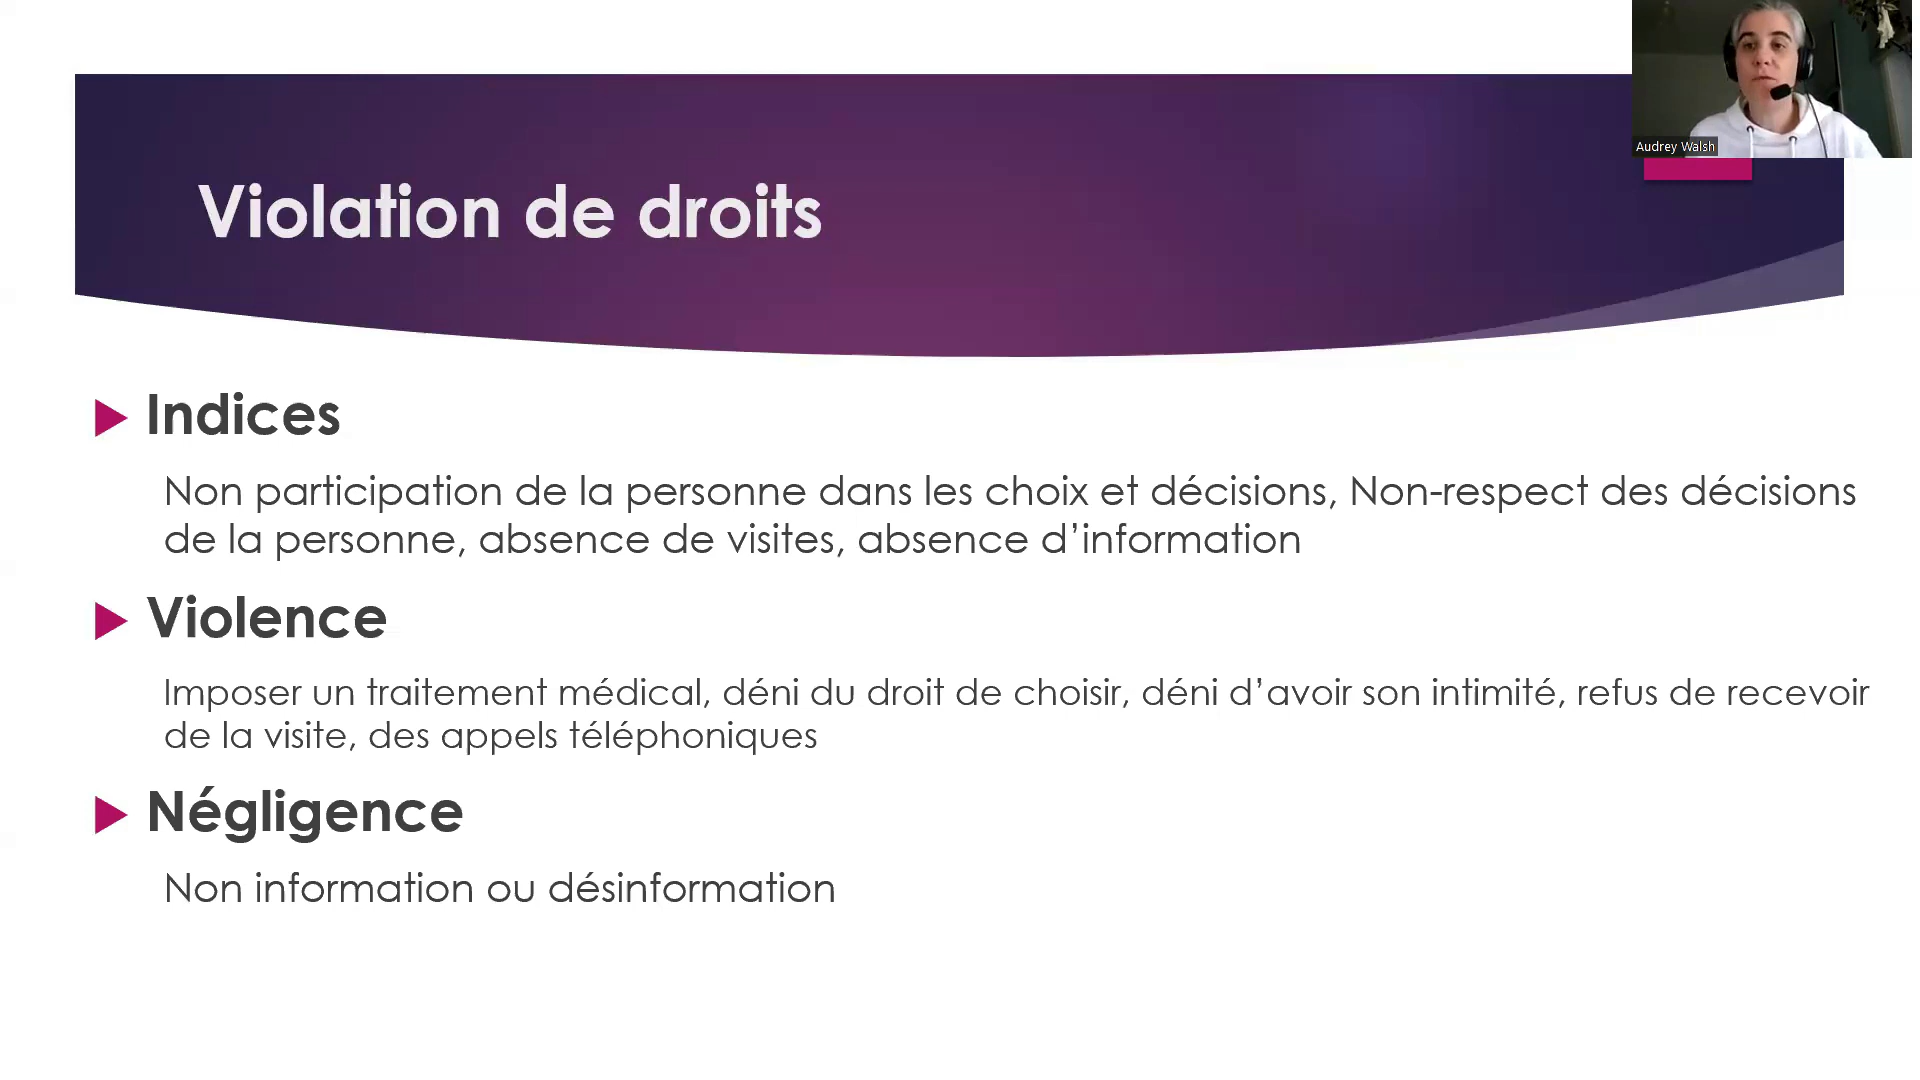 Audrey Walsh
Violation de droits
Indices
Non participation de la personne dans les choix et décisions, Non-respect des décisions
de la personne, absence de visites, absence d’information
Violence
Imposer un traitement médical, déni du droit de choisir, déni d’avoir son intimité, refus de recevoir
de la visite, des appels téléphoniques
Négligence
Non information ou désinformation